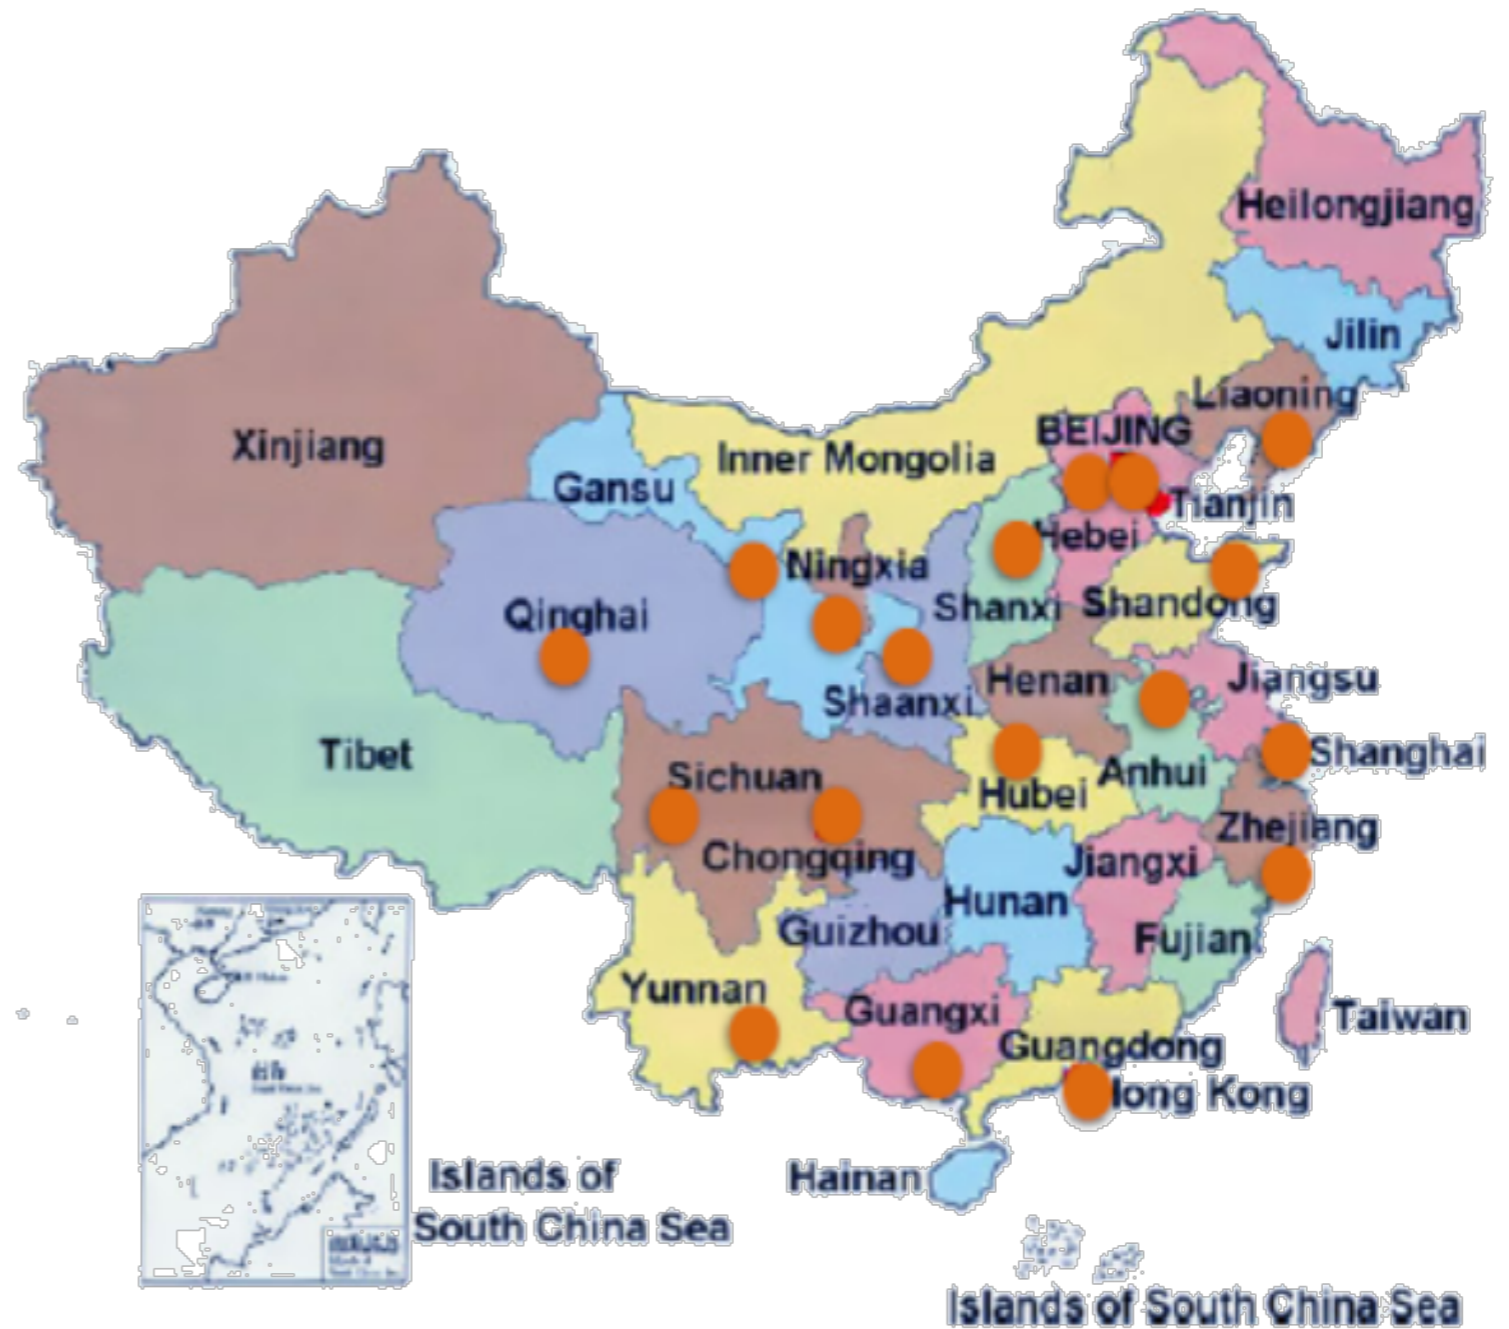 Heilongjiang
Jilin
Liaoning
BEIJING
Xinjiang
Inner Mongolia
Gansu
Tianjin
Hebei
Ningxia
Qinghai
Shanxi
Shandong
Henan
Jiangsu
Shaanxi
Tibet
Shanghai
Sichuan
Anhui
Hubei
Zhejiang
Chongqing
Jiangxi
Hunan
Guizhou
Fujian
Yunnan
Guangxi
Taiwan
Guangdong
Hong Kong
Hainan
Islands of
South China Sea
Islands of South China Sea